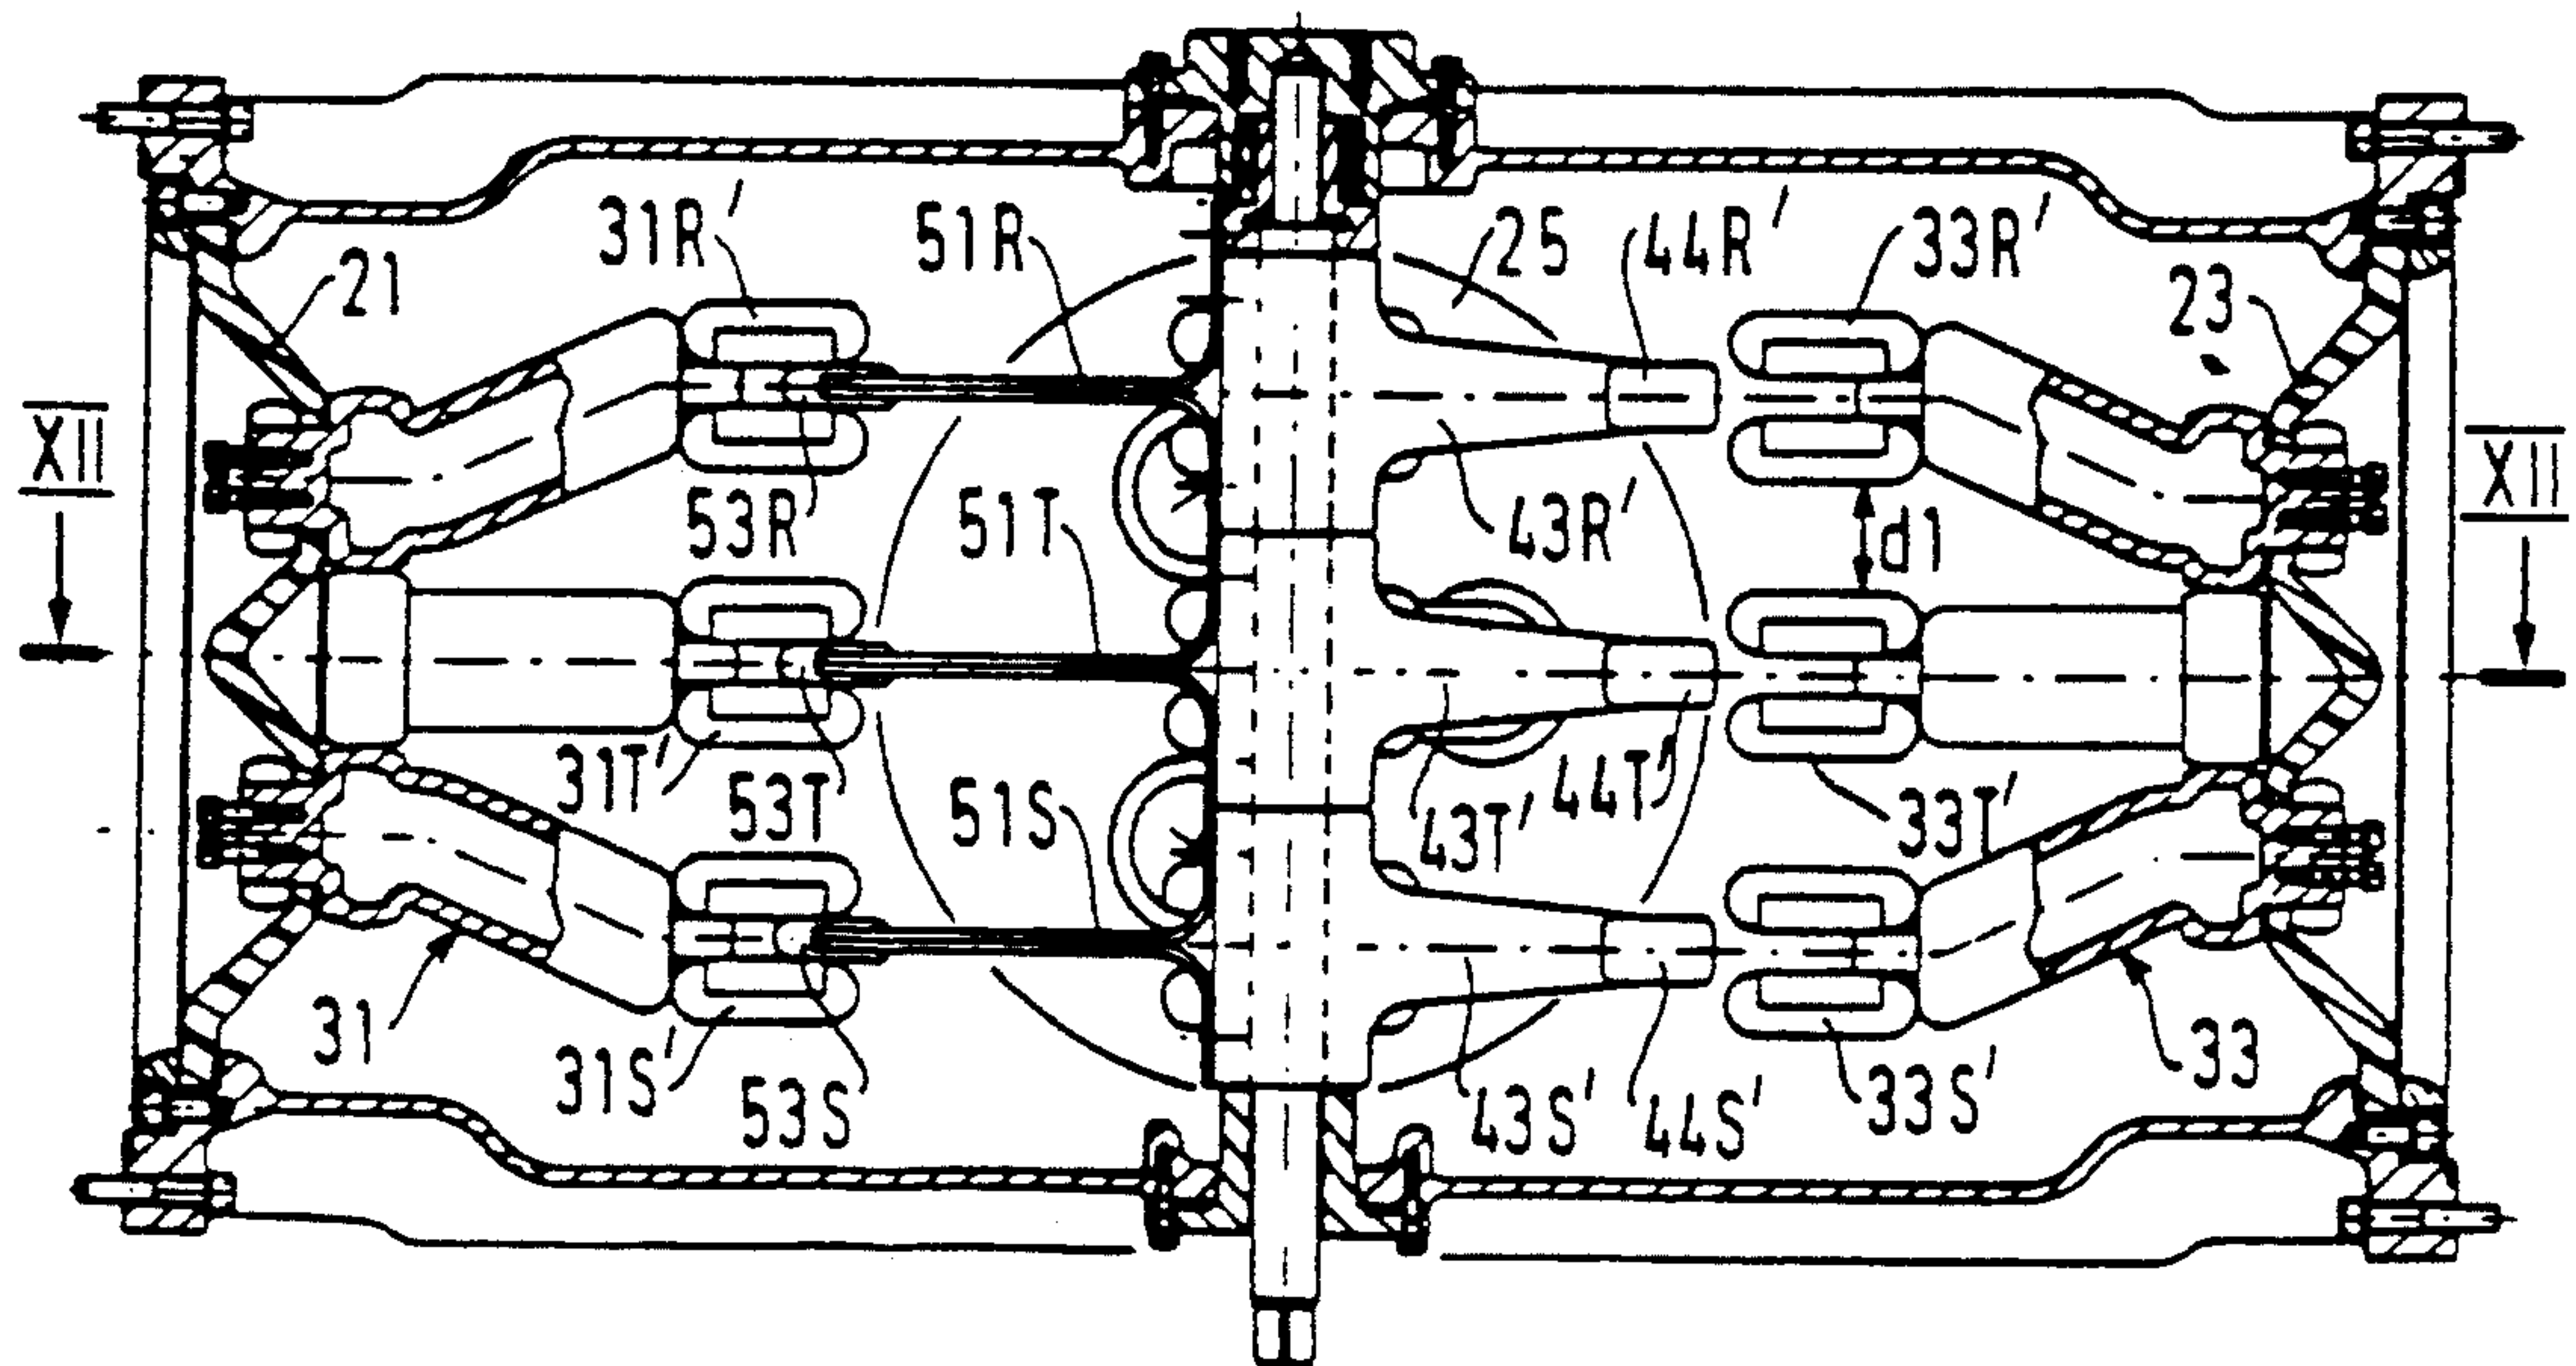 31R′ 51R 25 44R′ 33R′
21 23
XII XII
53R 51T 43R′ d1
31T′ 53T 51S 43T′ 44T′ 33T′
31 31S′ 53S 43S′ 44S′ 33S′ 33